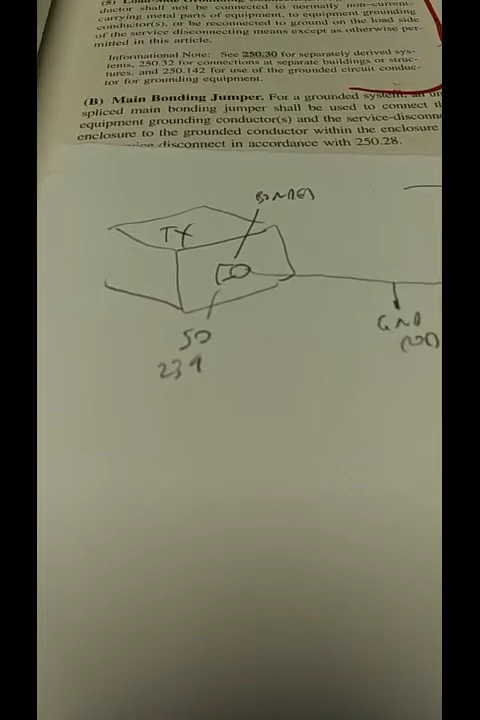 ductor shall not be connected to normally non-current-
carrying metal parts of equipment, to equipment grounding
conductor(s), or be reconnected to ground on the load side
of the service disconnecting means except as otherwise per-
mitted in this article.
Informational Note: See 250.30 for separately derived sys-
tems, 250.32 for connections at separate buildings or struc-
tures, and 250.142 for use of the grounded circuit conduc-
tor for grounding equipment.
(B) Main Bonding Jumper. For a grounded system, an un
spliced main bonding jumper shall be used to connect
equipment grounding conductor(s) and the service-disconn
enclosure to the grounded conductor within the enclosure
disconnect in accordance with 250.28.
BONDED
TX
GND
SO
239